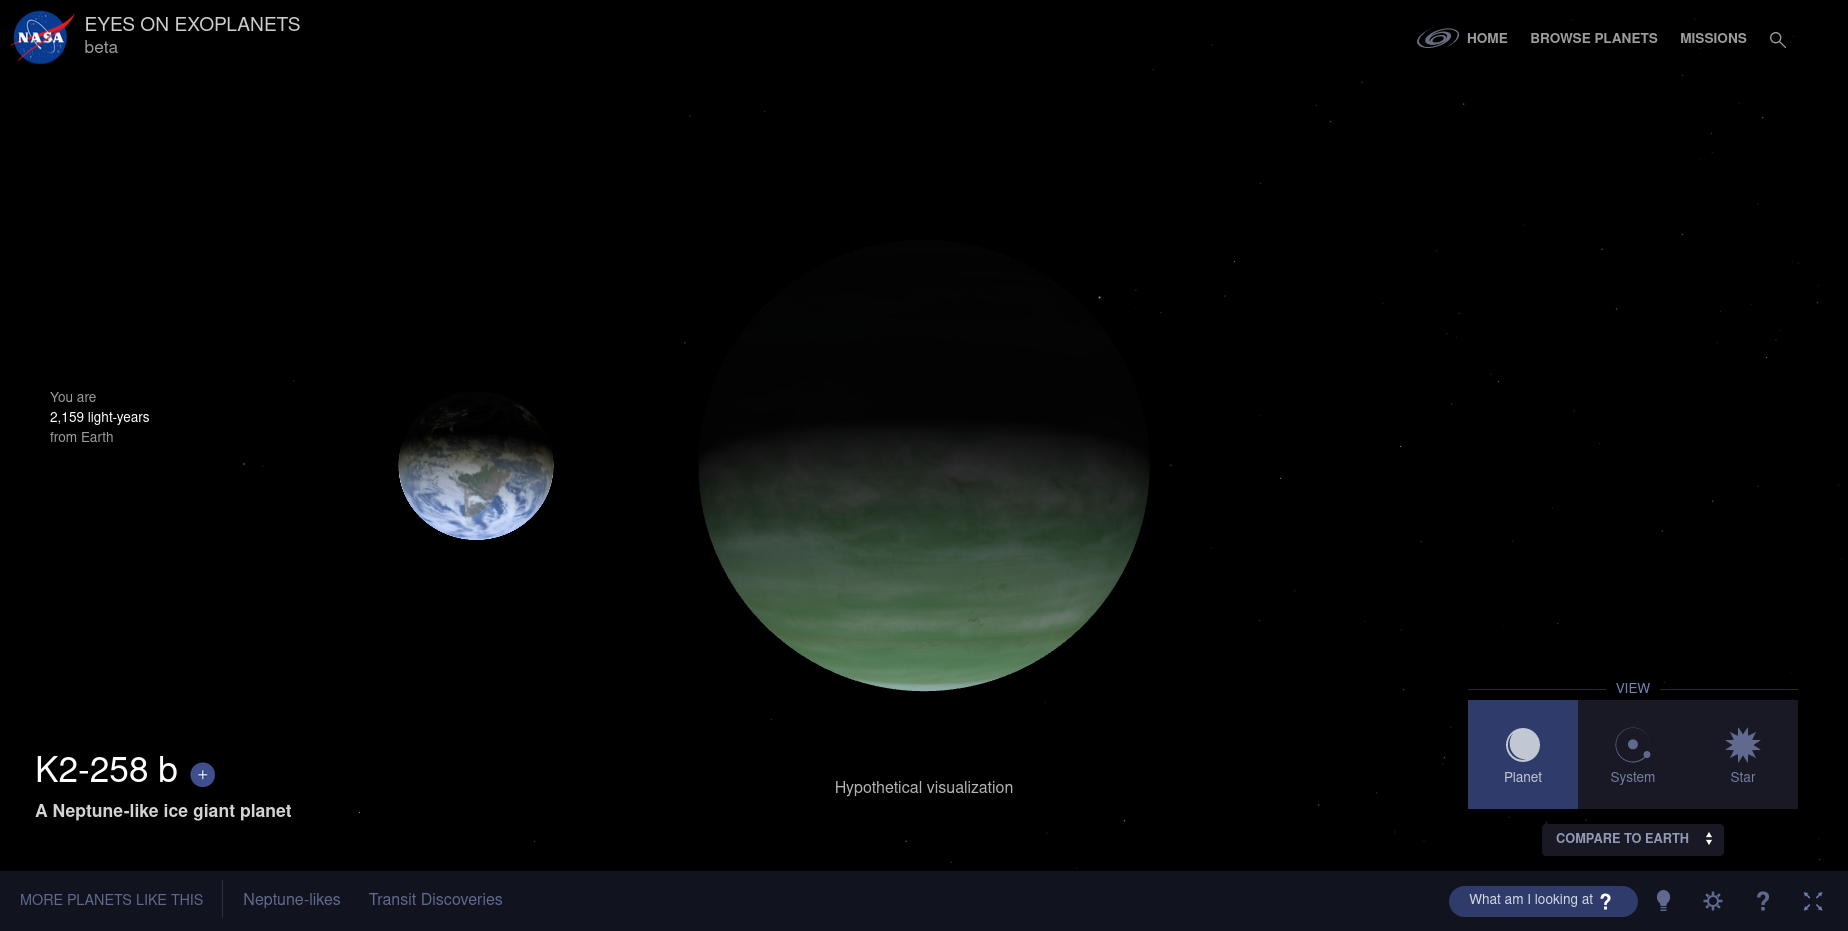 NASA
EYES ON EXOPLANETS
beta
HOME
BROWSE PLANETS
MISSIONS
You are
2,159 light-years
from Earth
K2-258 b +
A Neptune-like ice giant planet
Hypothetical visualization
VIEW
Planet
System
Star
COMPARE TO EARTH
MORE PLANETS LIKE THIS
Neptune-likes
Transit Discoveries
What am I looking at ?
?